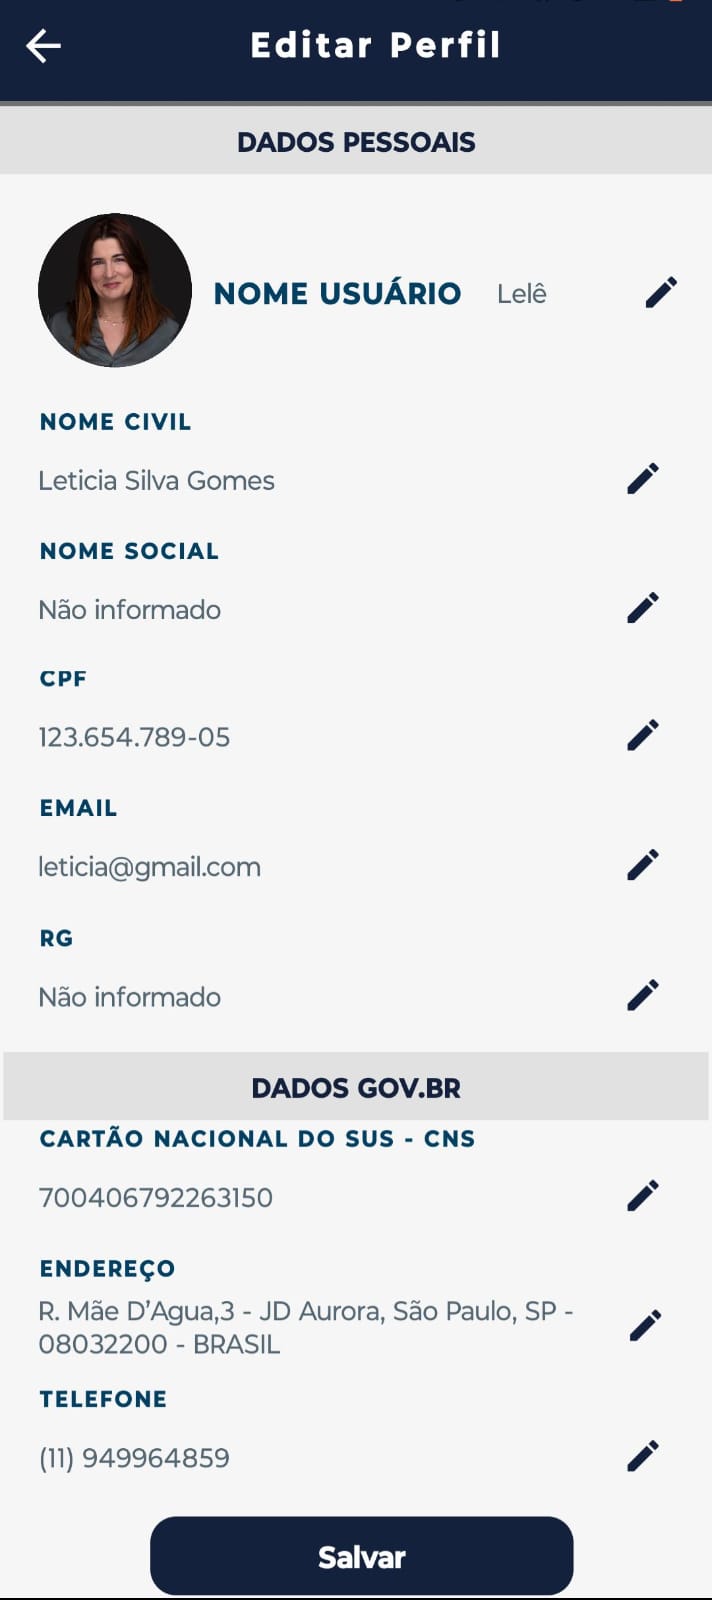 Editar Perfil
DADOS PESSOAIS
NOME USUÁRIO Lelê
NOME CIVIL
Leticia Silva Gomes
NOME SOCIAL
Não informado
CPF
123.654.789-05
EMAIL
leticia@gmail.com
RG
Não informado
DADOS GOV.BR
CARTÃO NACIONAL DO SUS - CNS
700406792263150
ENDEREÇO
R. Mãe D’Agua,3 - JD Aurora, São Paulo, SP -
08032200 - BRASIL
TELEFONE
(11) 949964859
Salvar